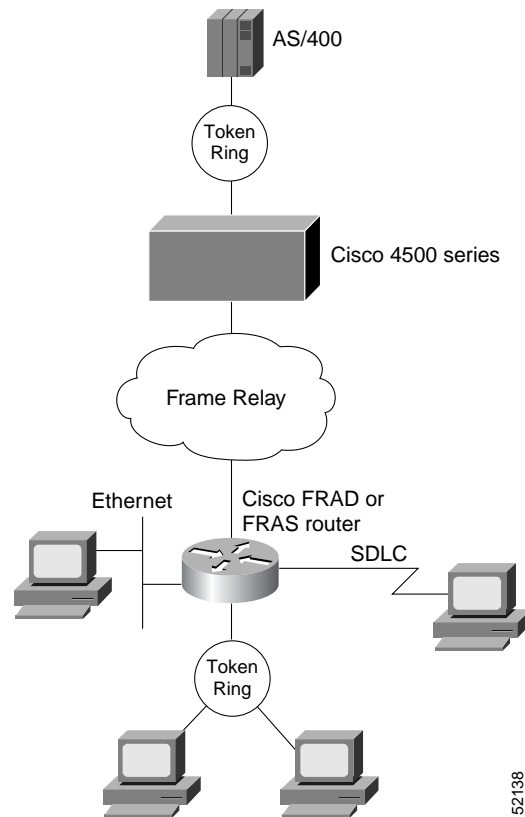 AS/400
Token
Ring
Cisco 4500 series
Frame Relay
Ethernet
Cisco FRAD or
FRAS router
SDLC
Token
Ring
52138